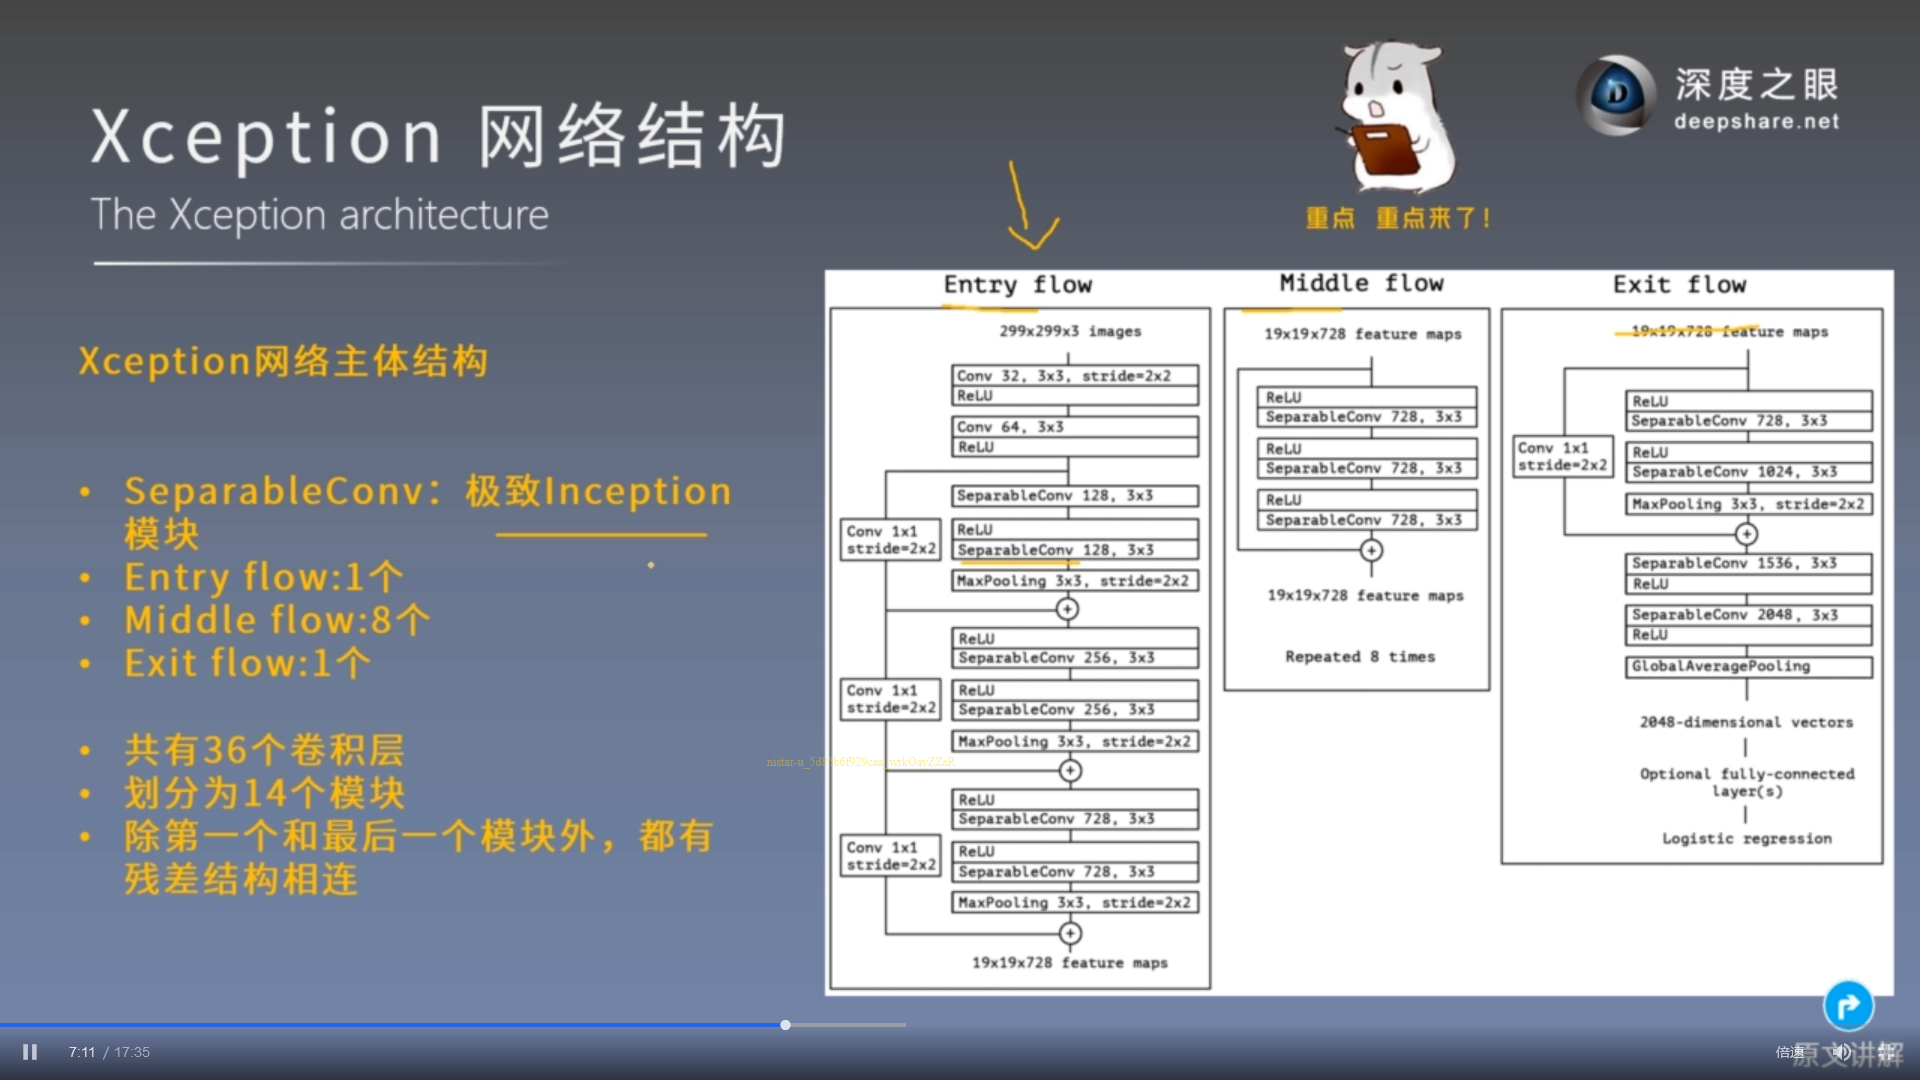 Xception 网络结构
The Xception architecture
深度之眼
deepshare.net
重点 重点来了！
Xception网络主体结构
• SeparableConv：极致Inception
模块
• Entry flow:1个
• Middle flow:8个
• Exit flow:1个
• 共有36个卷积层
• 划分为14个模块
• 除第一个和最后一个模块外，都有
残差结构相连
Entry flow
299x299x3 images
Conv 32, 3x3, stride=2x2
ReLU
Conv 64, 3x3
ReLU
SeparableConv 128, 3x3
Conv 1x1
stride=2x2
ReLU
SeparableConv 128, 3x3
MaxPooling 3x3, stride=2x2
+
ReLU
SeparableConv 256, 3x3
Conv 1x1
stride=2x2
ReLU
SeparableConv 256, 3x3
MaxPooling 3x3, stride=2x2
+
ReLU
SeparableConv 728, 3x3
Conv 1x1
stride=2x2
ReLU
SeparableConv 728, 3x3
MaxPooling 3x3, stride=2x2
+
19x19x728 feature maps
Middle flow
19x19x728 feature maps
ReLU
SeparableConv 728, 3x3
ReLU
SeparableConv 728, 3x3
ReLU
SeparableConv 728, 3x3
+
19x19x728 feature maps
Repeated 8 times
Exit flow
19x19x728 feature maps
ReLU
SeparableConv 728, 3x3
Conv 1x1
stride=2x2
ReLU
SeparableConv 1024, 3x3
MaxPooling 3x3, stride=2x2
+
SeparableConv 1536, 3x3
ReLU
SeparableConv 2048, 3x3
ReLU
GlobalAveragePooling
2048-dimensional vectors
Optional fully-connected
layer(s)
Logistic regression
7:11 / 17:35
倍速
原文讲解